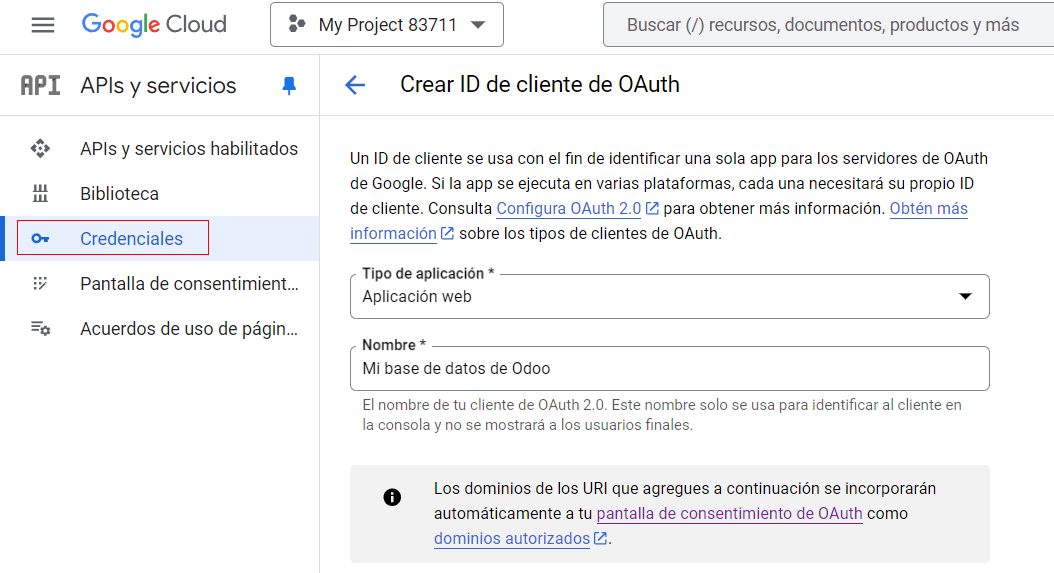 Google Cloud
My Project 83711
Buscar (/) recursos, documentos, productos y más
API
APIs y servicios
Crear ID de cliente de OAuth
APIs y servicios habilitados
Biblioteca
Credenciales
Pantalla de consentimient...
Acuerdos de uso de págin...
Un ID de cliente se usa con el fin de identificar una sola app para los servidores de OAuth
de Google. Si la app se ejecuta en varias plataformas, cada una necesitará su propio ID
de cliente. Consulta Configura OAuth 2.0 para obtener más información. Obtén más
información sobre los tipos de clientes de OAuth.
Tipo de aplicación *
Aplicación web
Nombre *
Mi base de datos de Odoo
El nombre de tu cliente de OAuth 2.0. Este nombre solo se usa para identificar al cliente en
la consola y no se mostrará a los usuarios finales.
Los dominios de los URI que agregues a continuación se incorporarán
automáticamente a tu pantalla de consentimiento de OAuth como
dominios autorizados.